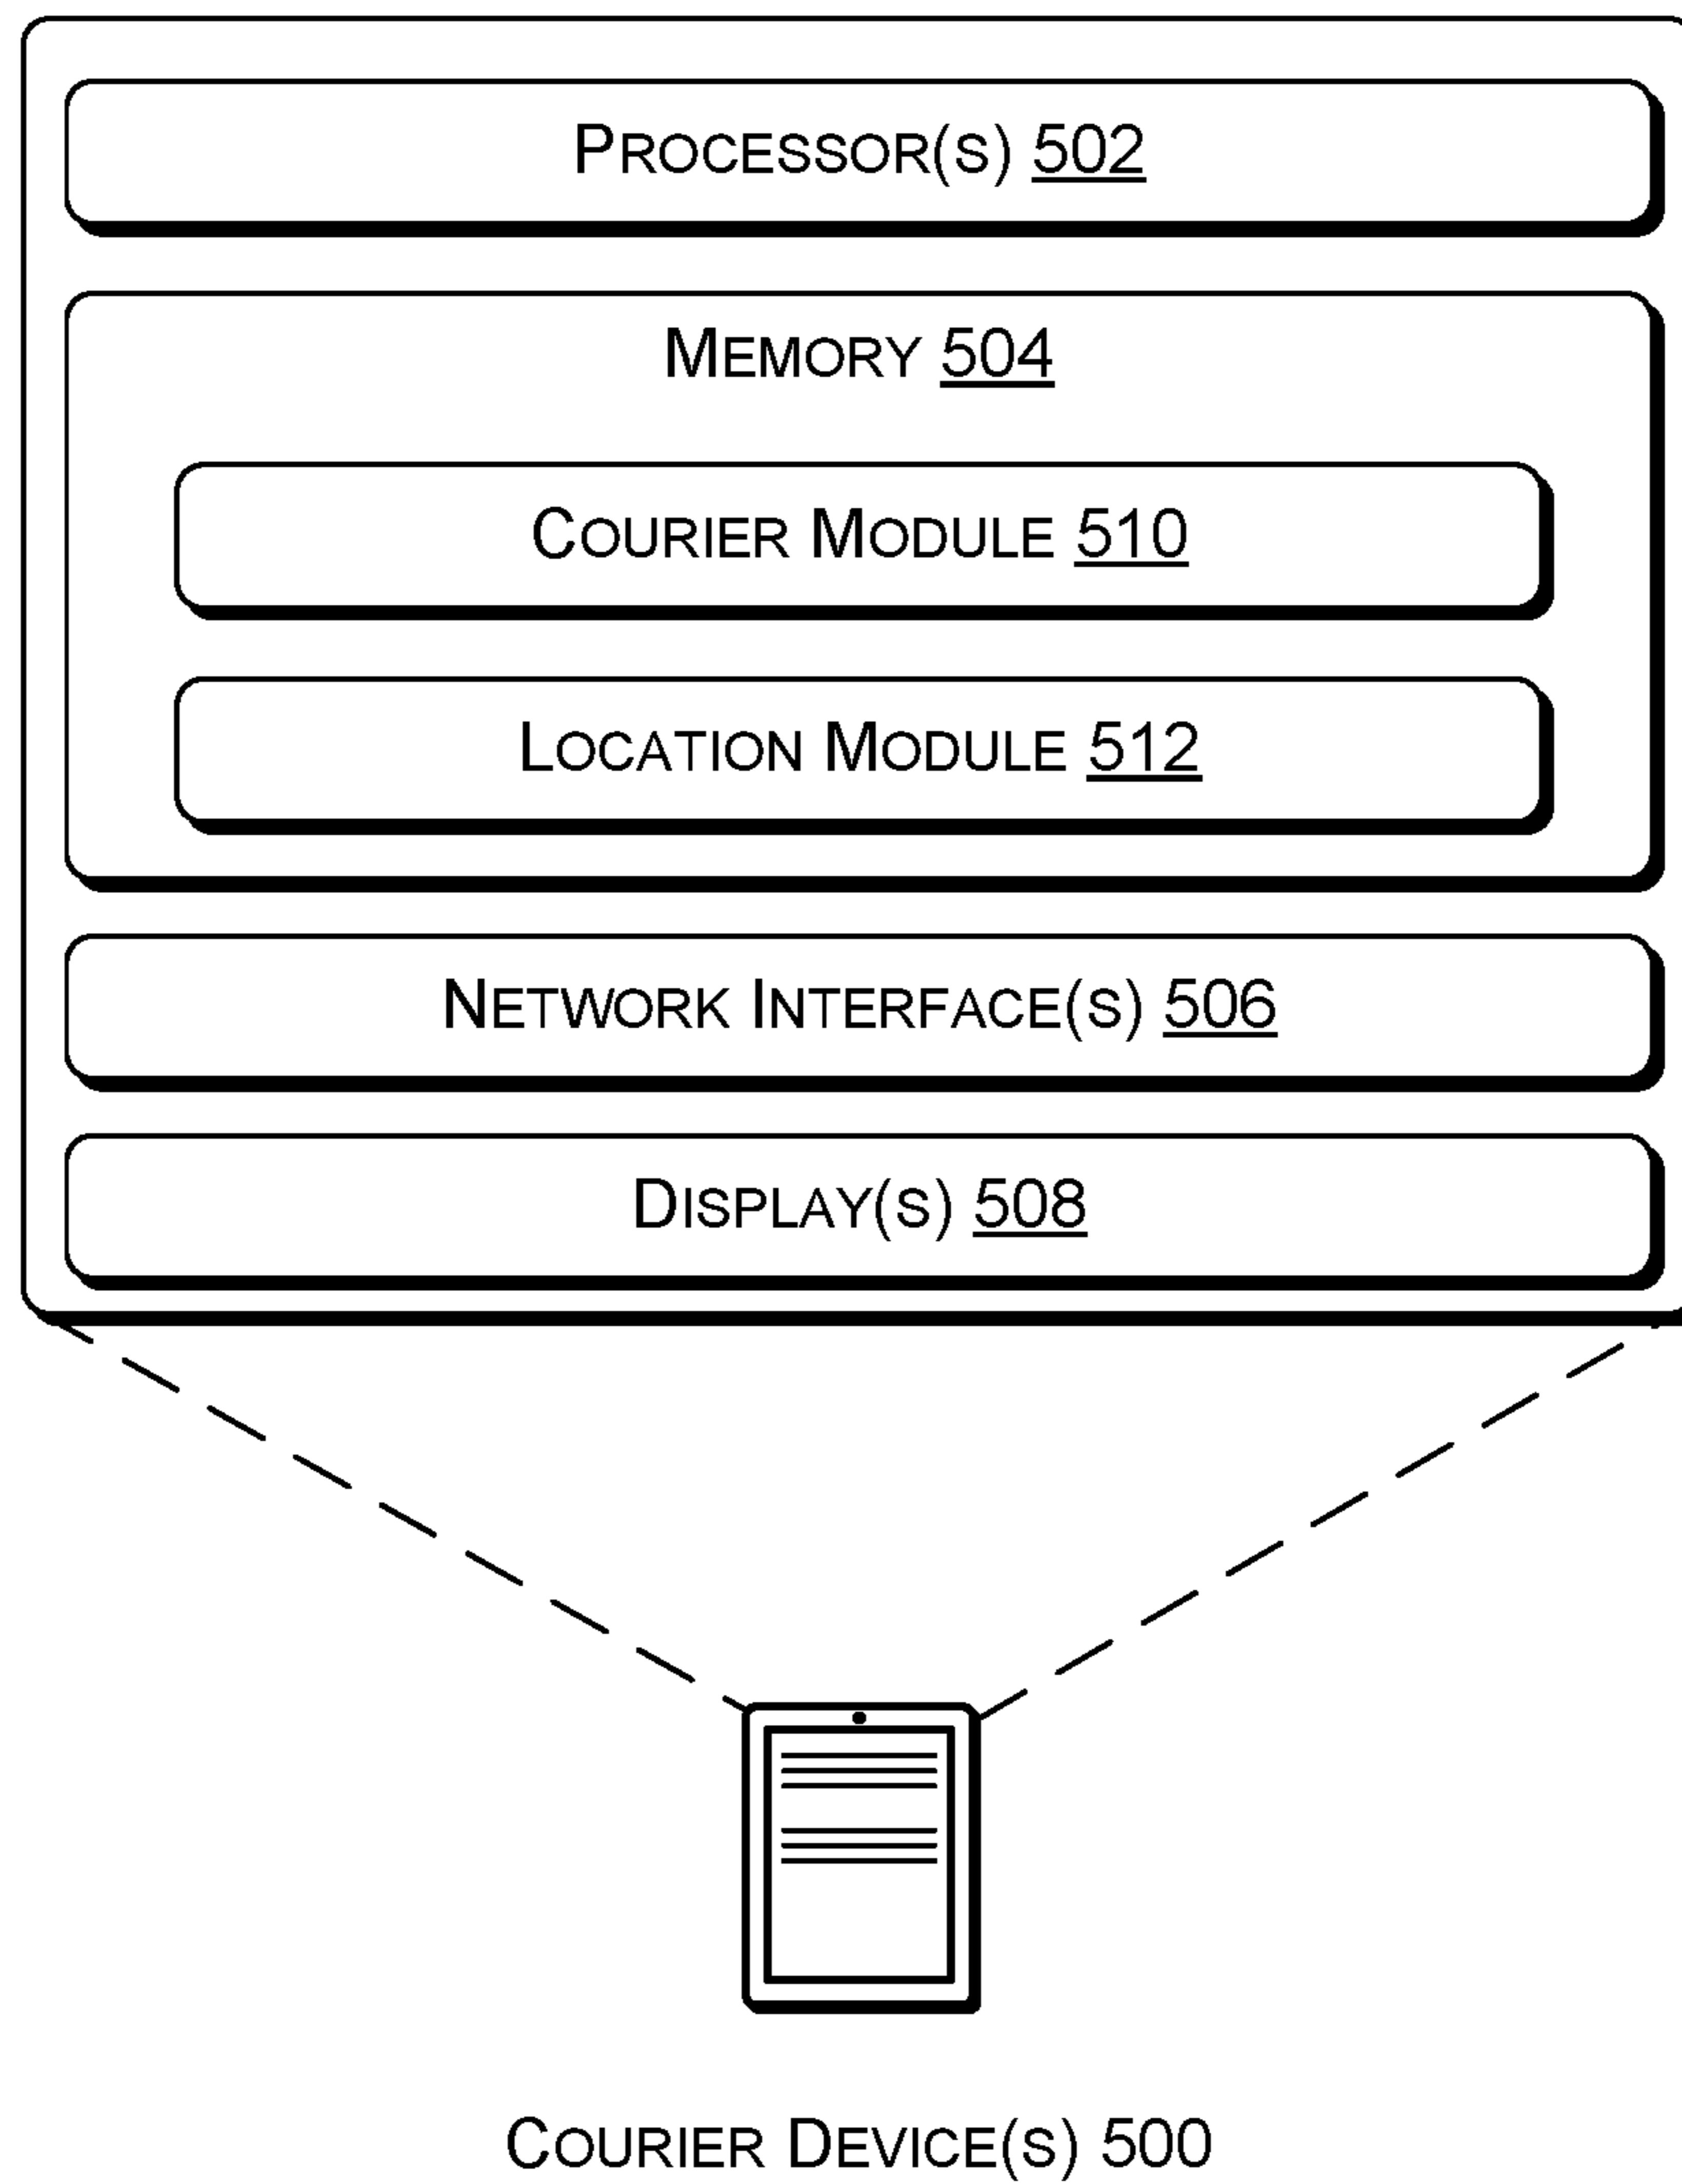 PROCESSOR(S) 502
MEMORY 504
COURIER MODULE 510
LOCATION MODULE 512
NETWORK INTERFACE(S) 506
DISPLAY(S) 508
COURIER DEVICE(S) 500